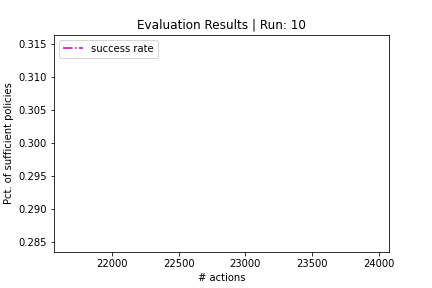 Evaluation Results | Run: 10
success rate
Pct. of sufficient policies
0.315
0.310
0.305
0.300
0.295
0.290
0.285
22000 22500 23000 23500 24000
# actions